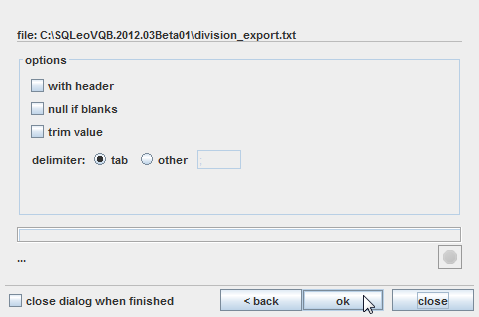 file: C:\SQLeoVQB.2012.03Beta01\division_export.txt
options
with header
null if blanks
trim value
delimiter: tab other ;
...
close dialog when finished < back ok close